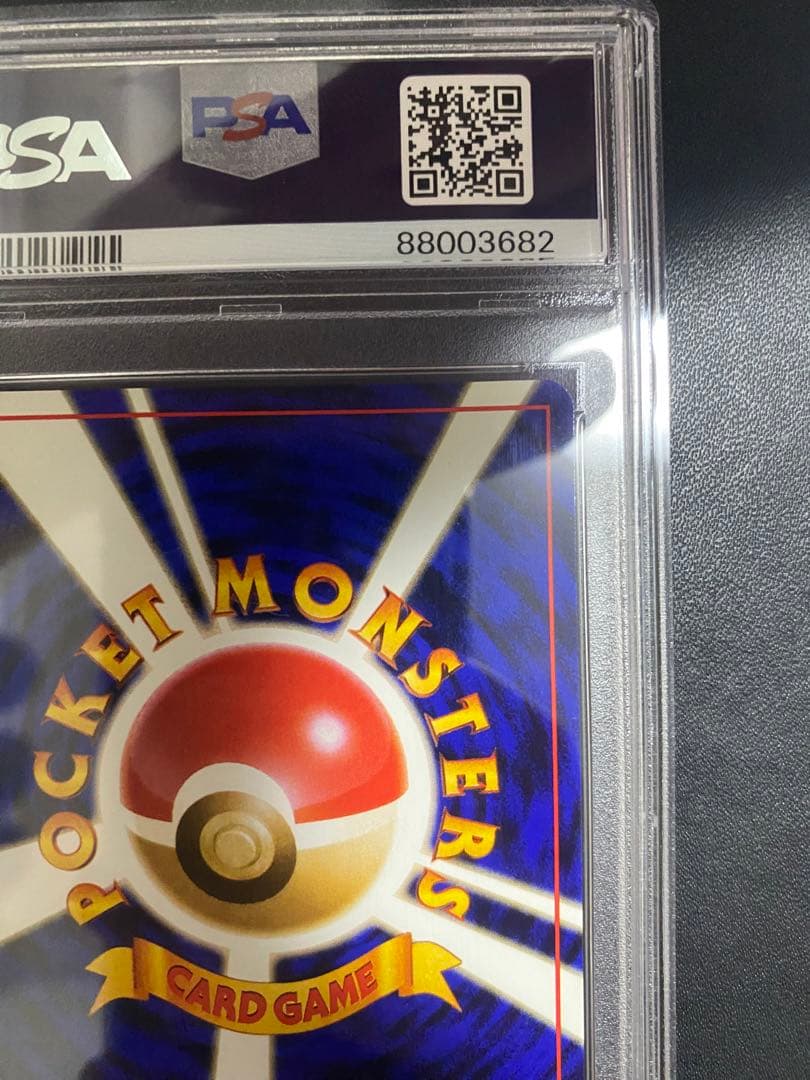 PSA
PSA
88003682
POCKET MONSTERS
CARD GAME